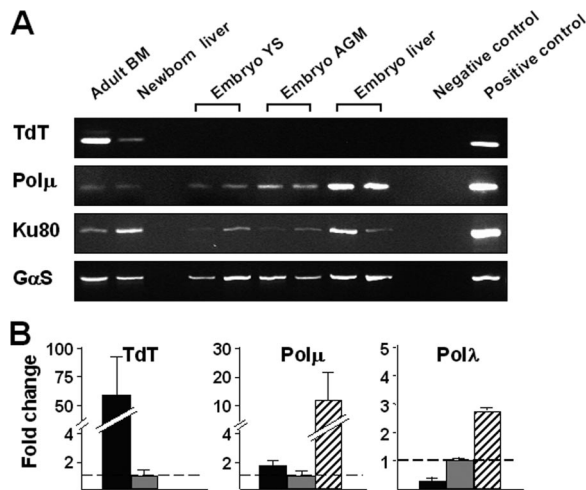 A
Adult BM Newborn liver Embryo YS Embryo AGM Embryo liver Negative control Positive control
TdT
Polμ
Ku80
GαS
B
TdT Polμ Polλ
Fold change
100 75 50 4 2
30 20 10 4 2
5 4 3 2 1